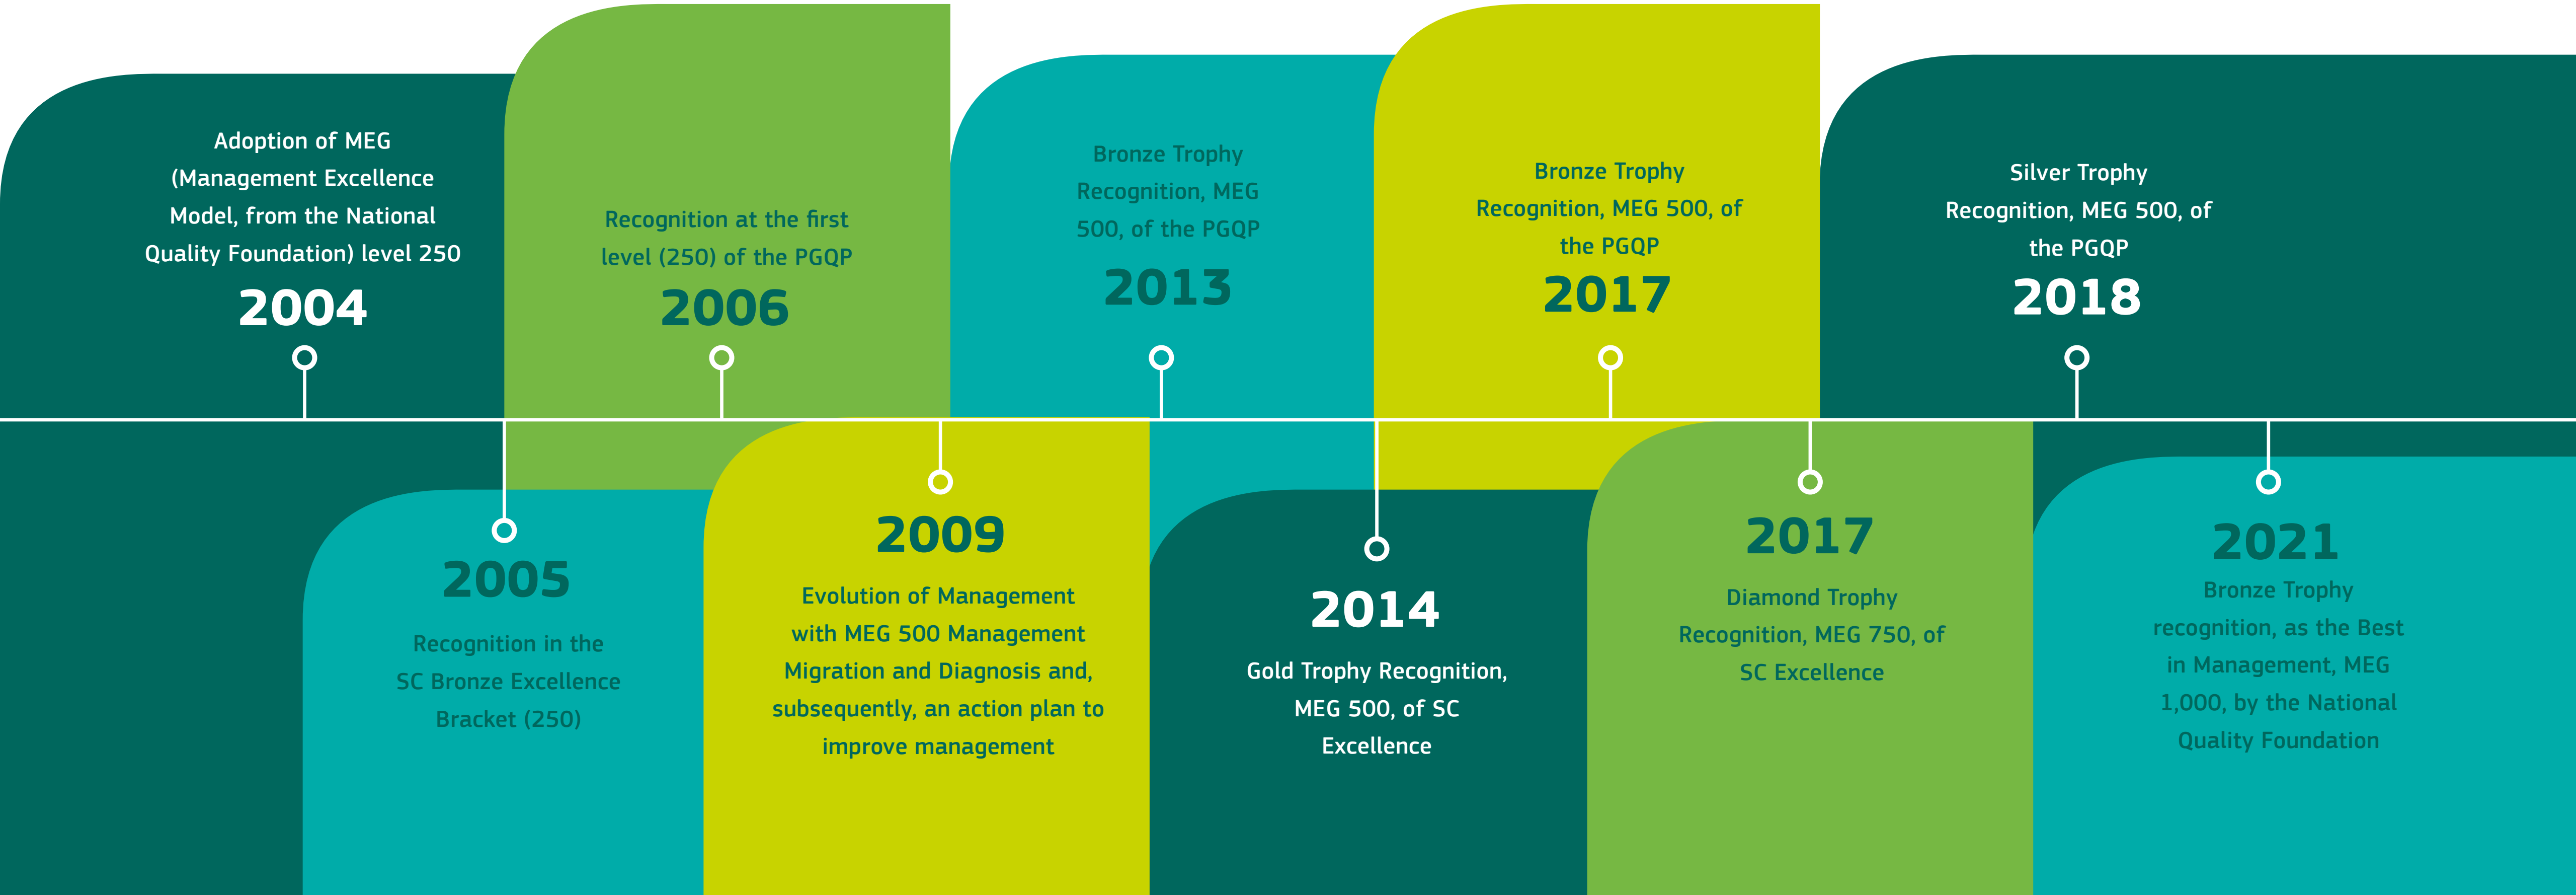 Adoption of MEG
(Management Excellence
Model, from the National
Quality Foundation) level 250
2004
2005
Recognition in the
SC Bronze Excellence
Bracket (250)
Recognition at the first
level (250) of the PGQP
2006
2009
Evolution of Management
with MEG 500 Management
Migration and Diagnosis and,
subsequently, an action plan to
improve management
Bronze Trophy
Recognition, MEG
500, of the PGQP
2013
2014
Gold Trophy Recognition,
MEG 500, of SC
Excellence
Bronze Trophy
Recognition, MEG 500, of
the PGQP
2017
2017
Diamond Trophy
Recognition, MEG 750, of
SC Excellence
Silver Trophy
Recognition, MEG 500, of
the PGQP
2018
2021
Bronze Trophy
recognition, as the Best
in Management, MEG
1,000, by the National
Quality Foundation